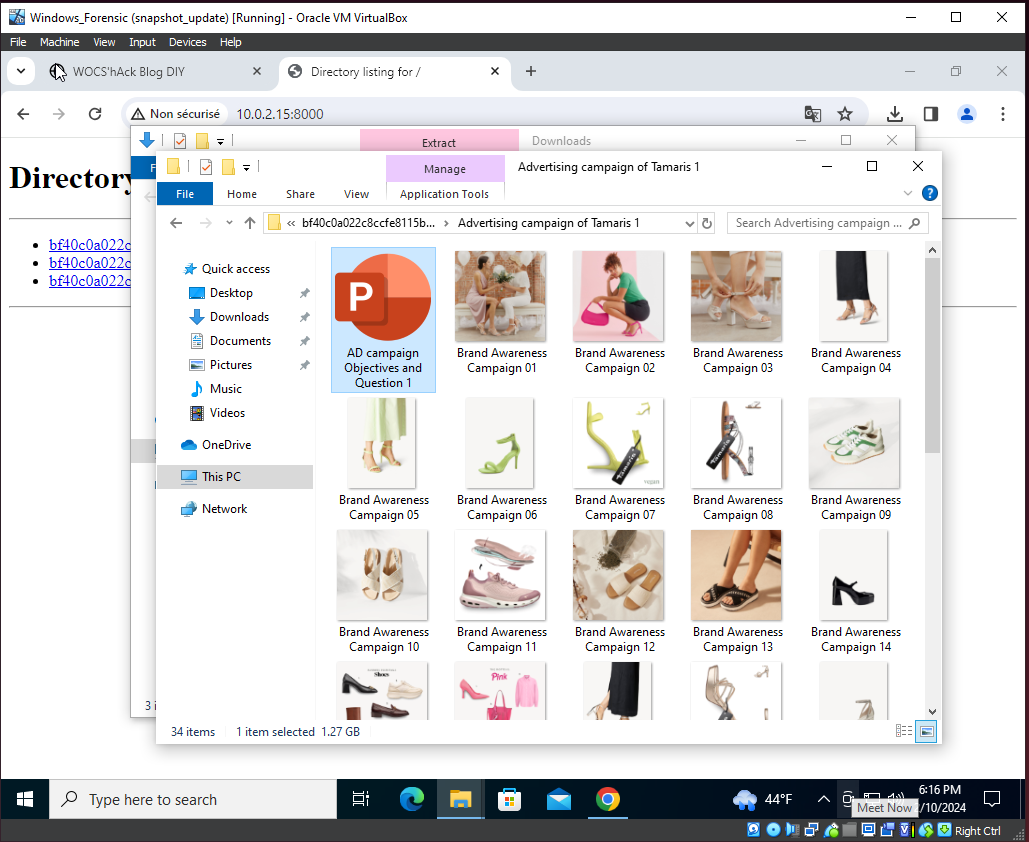 Windows_Forensic (snapshot_update) [Running] - Oracle VM VirtualBox
File Machine View Input Devices Help
WOCS'hAck Blog DIY
Directory listing for /
Non sécurisé 10.0.2.15:8000
Extract Downloads
Manage Advertising campaign of Tamaris 1
File Home Share View Application Tools
Directory
« bf40c0a022c8ccfe8115b... › Advertising campaign of Tamaris 1
Search Advertising campaign ...
bf40c0a022c
bf40c0a022c
bf40c0a022c
Quick access
Desktop
Downloads
Documents
Pictures
Music
Videos
OneDrive
This PC
Network
P
AD campaign
Objectives and
Question 1
Brand Awareness
Campaign 01
Brand Awareness
Campaign 02
Brand Awareness
Campaign 03
Brand Awareness
Campaign 04
Brand Awareness
Campaign 05
Brand Awareness
Campaign 06
Tamaris
vegan
Brand Awareness
Campaign 07
Tamaris
Brand Awareness
Campaign 08
Brand Awareness
Campaign 09
Brand Awareness
Campaign 10
Brand Awareness
Campaign 11
Brand Awareness
Campaign 12
Brand Awareness
Campaign 13
Brand Awareness
Campaign 14
Shoes
Pink
3 i
34 items 1 item selected 1.27 GB
Type here to search
44°F
6:16 PM
/10/2024
Meet Now
Right Ctrl